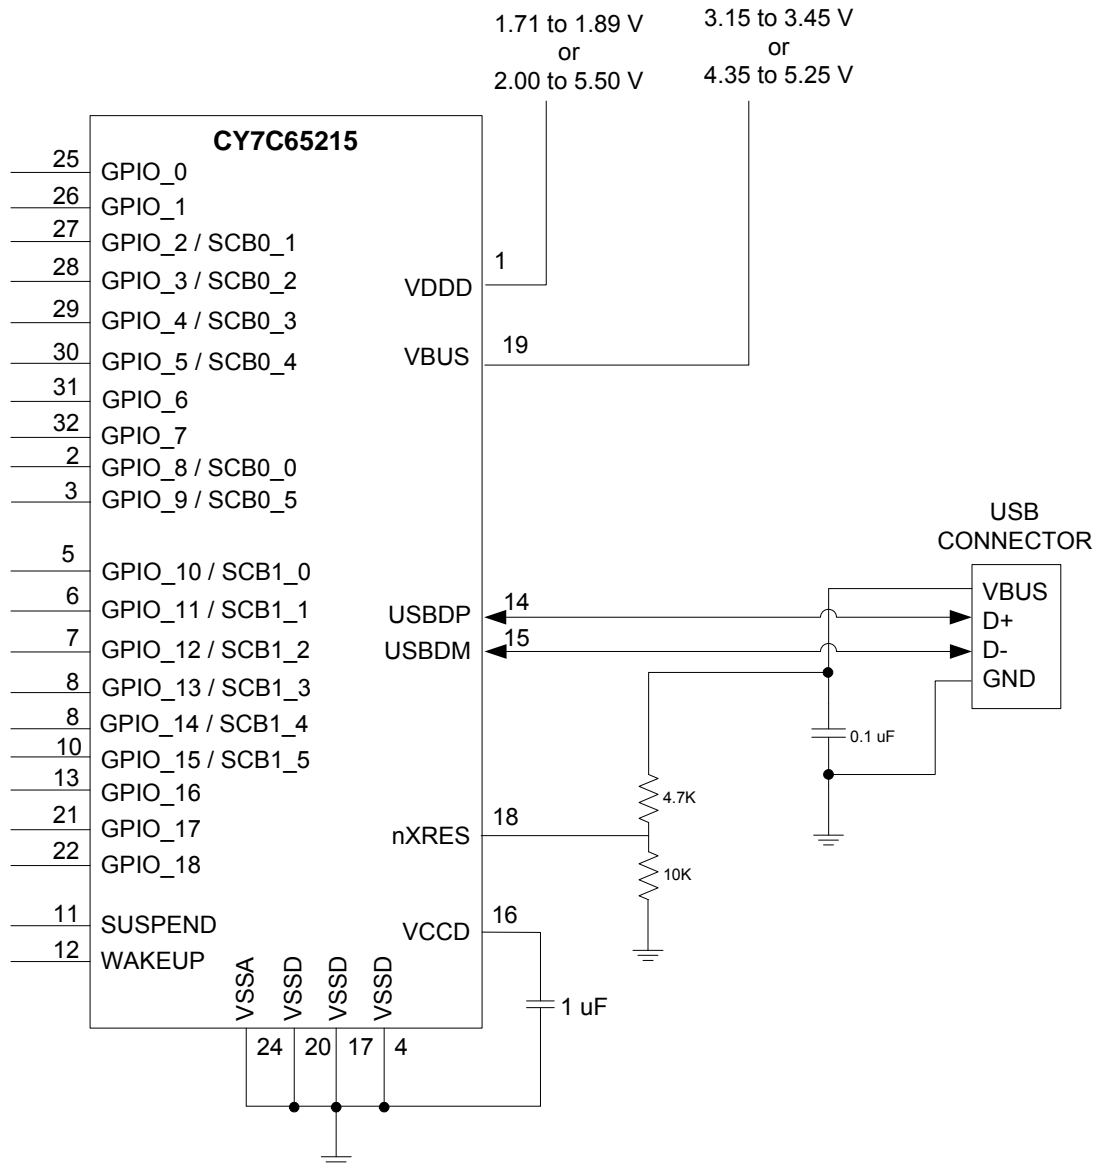 1.71 to 1.89 V
or
2.00 to 5.50 V
3.15 to 3.45 V
or
4.35 to 5.25 V
CY7C65215
25 GPIO_0
26 GPIO_1
27 GPIO_2 / SCB0_1
28 GPIO_3 / SCB0_2
29 GPIO_4 / SCB0_3
30 GPIO_5 / SCB0_4
31 GPIO_6
32 GPIO_7
2 GPIO_8 / SCB0_0
3 GPIO_9 / SCB0_5
5 GPIO_10 / SCB1_0
6 GPIO_11 / SCB1_1
7 GPIO_12 / SCB1_2
8 GPIO_13 / SCB1_3
8 GPIO_14 / SCB1_4
10 GPIO_15 / SCB1_5
13 GPIO_16
21 GPIO_17
22 GPIO_18
11 SUSPEND
12 WAKEUP
VDDD 1
VBUS 19
USBDP 14
USBDM 15
nXRES 18
VCCD 16
VSSA
VSSD
VSSD
VSSD
24
20
17
4
1 uF
4.7K
10K
0.1 uF
USB
CONNECTOR
VBUS
D+
D-
GND